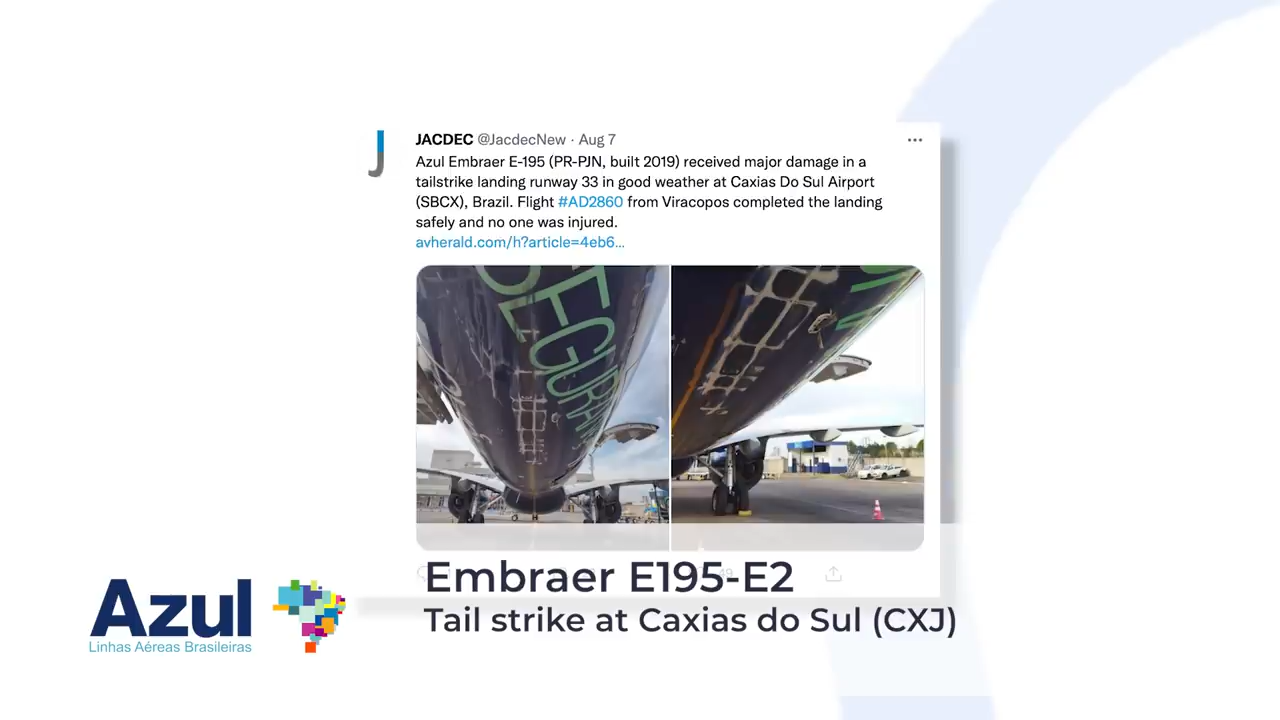 JACDEC @JacdecNew · Aug 7
Azul Embraer E-195 (PR-PJN, built 2019) received major damage in a
tailstrike landing runway 33 in good weather at Caxias Do Sul Airport
(SBCX), Brazil. Flight #AD2860 from Viracopos completed the landing
safely and no one was injured.
avherald.com/h?article=4eb6...
SEGURA
Embraer E195-E2
Tail strike at Caxias do Sul (CXJ)
Azul
Linhas Aéreas Brasileiras